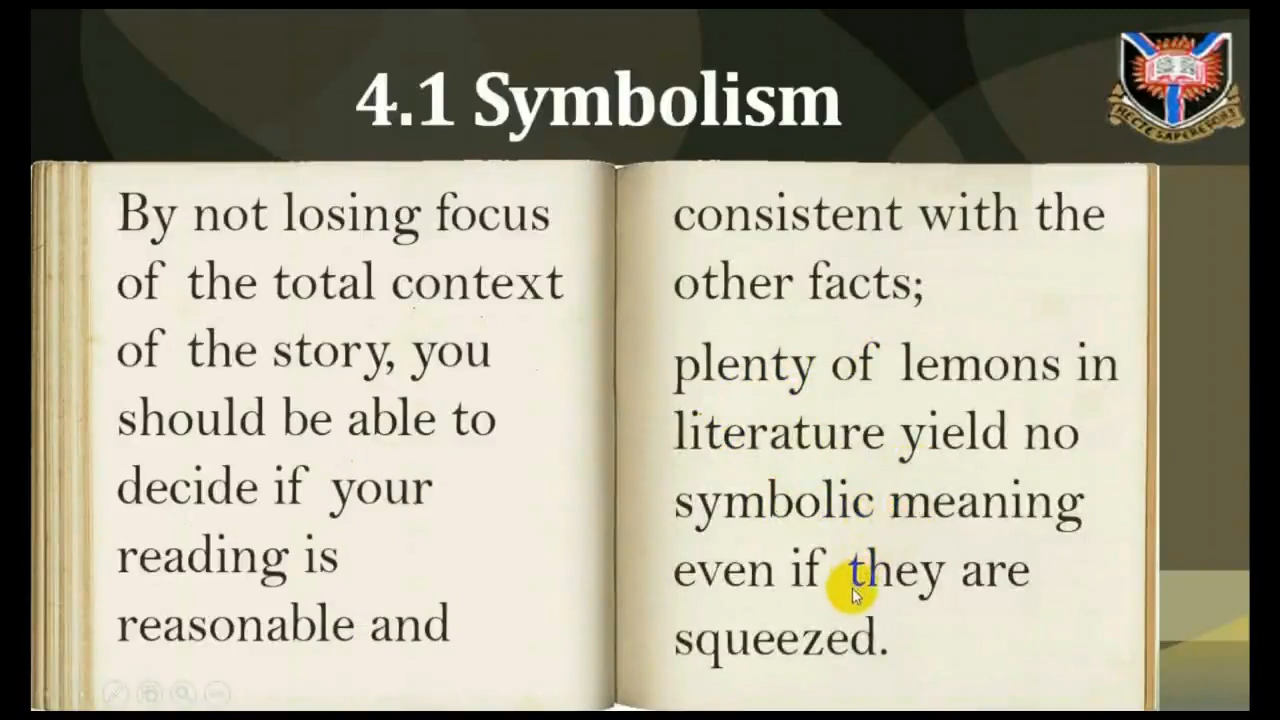 4.1 Symbolism
By not losing focus
of the total context
of the story, you
should be able to
decide if your
reading is
reasonable and
consistent with the
other facts;
plenty of lemons in
literature yield no
symbolic meaning
even if they are
squeezed.